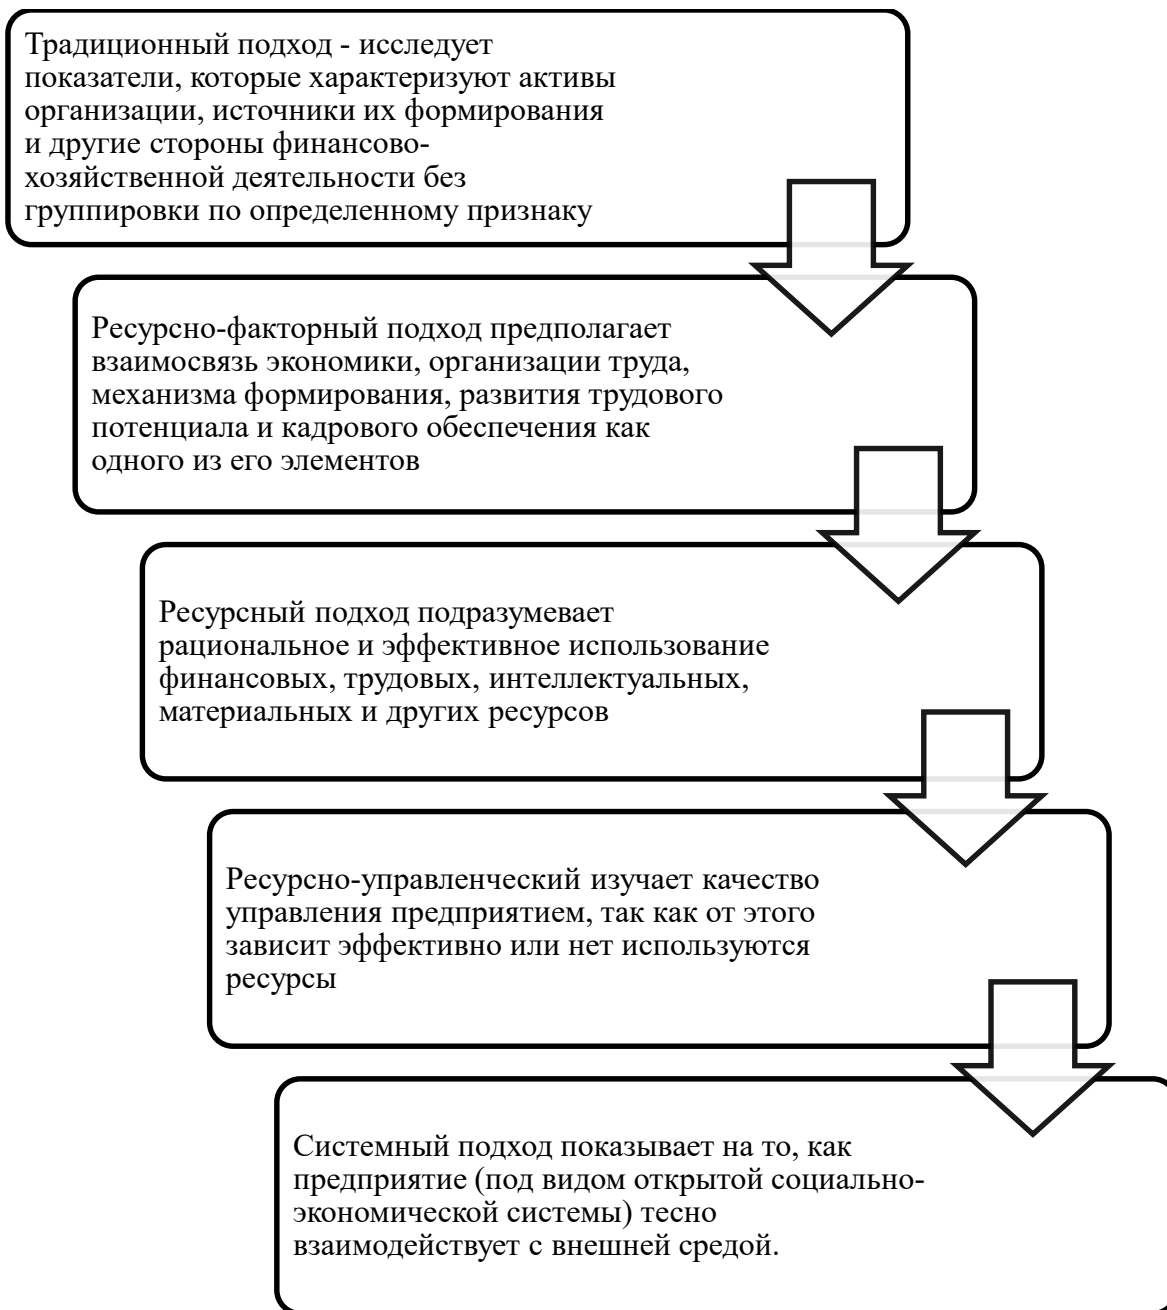 Традиционный подход - исследует
показатели, которые характеризуют активы
организации, источники их формирования
и другие стороны финансово-
хозяйственной деятельности без
группировки по определенному признаку
Ресурсно-факторный подход предполагает
взаимосвязь экономики, организации труда,
механизма формирования, развития трудового
потенциала и кадрового обеспечения как
одного из его элементов
Ресурсный подход подразумевает
рациональное и эффективное использование
финансовых, трудовых, интеллектуальных,
материальных и других ресурсов
Ресурсно-управленческий изучает качество
управления предприятием, так как от этого
зависит эффективно или нет используются
ресурсы
Системный подход показывает на то, как
предприятие (под видом открытой социально-
экономической системы) тесно
взаимодействует с внешней средой.